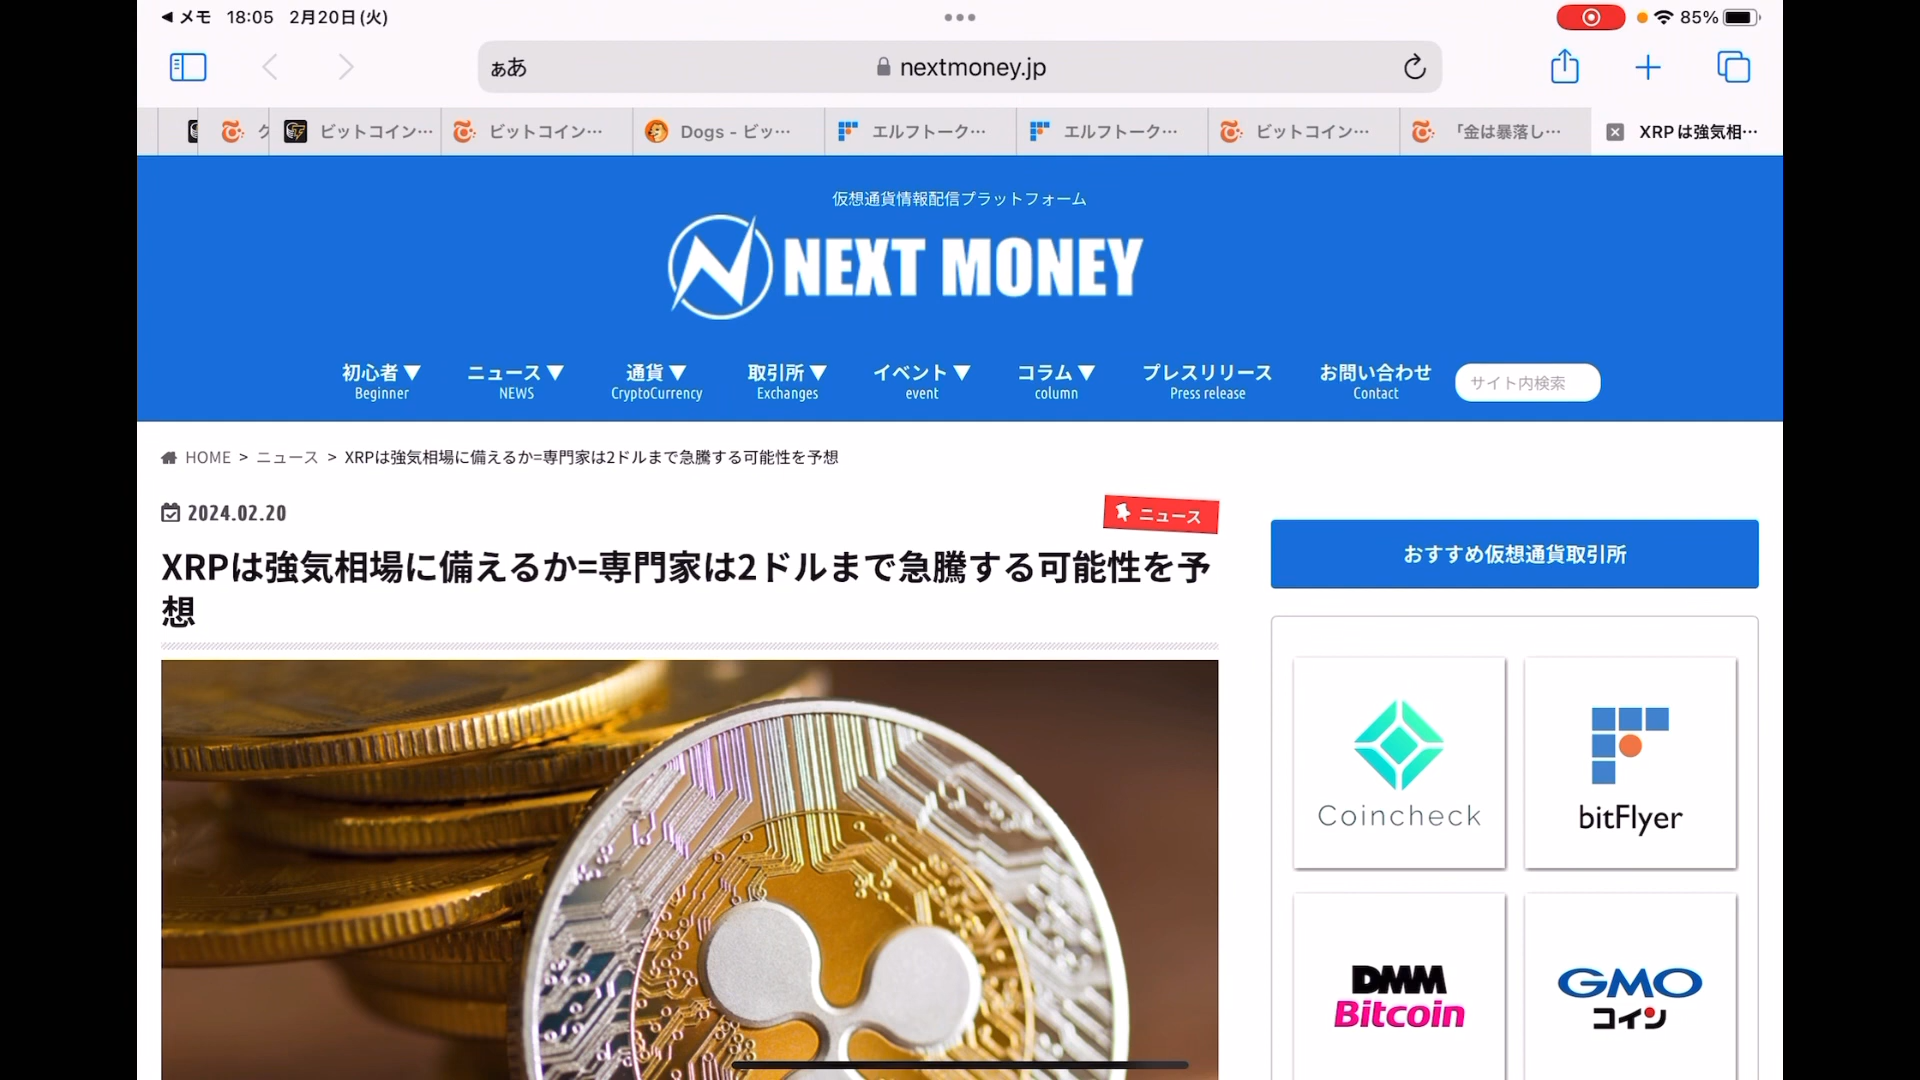 メモ 18:05 2月20日(火)
85%
ぁあ nextmoney.jp
ク ビットコイン… ビットコイン… Dogs - ビッ… エルフトーク… エルフトーク… ビットコイン… 「金は暴落し… XRPは強気相…
仮想通貨情報配信プラットフォーム
NEXT MONEY
初心者▼ ニュース▼ 通貨▼ 取引所▼ イベント▼ コラム▼ プレスリリース お問い合わせ
Beginner NEWS CryptoCurrency Exchanges event column Press release Contact
サイト内検索
HOME > ニュース > XRPは強気相場に備えるか=専門家は2ドルまで急騰する可能性を予想
2024.02.20
ニュース
XRPは強気相場に備えるか=専門家は2ドルまで急騰する可能性を予
想
おすすめ仮想通貨取引所
Coincheck
bitFlyer
DMM
Bitcoin
GMO
コイン